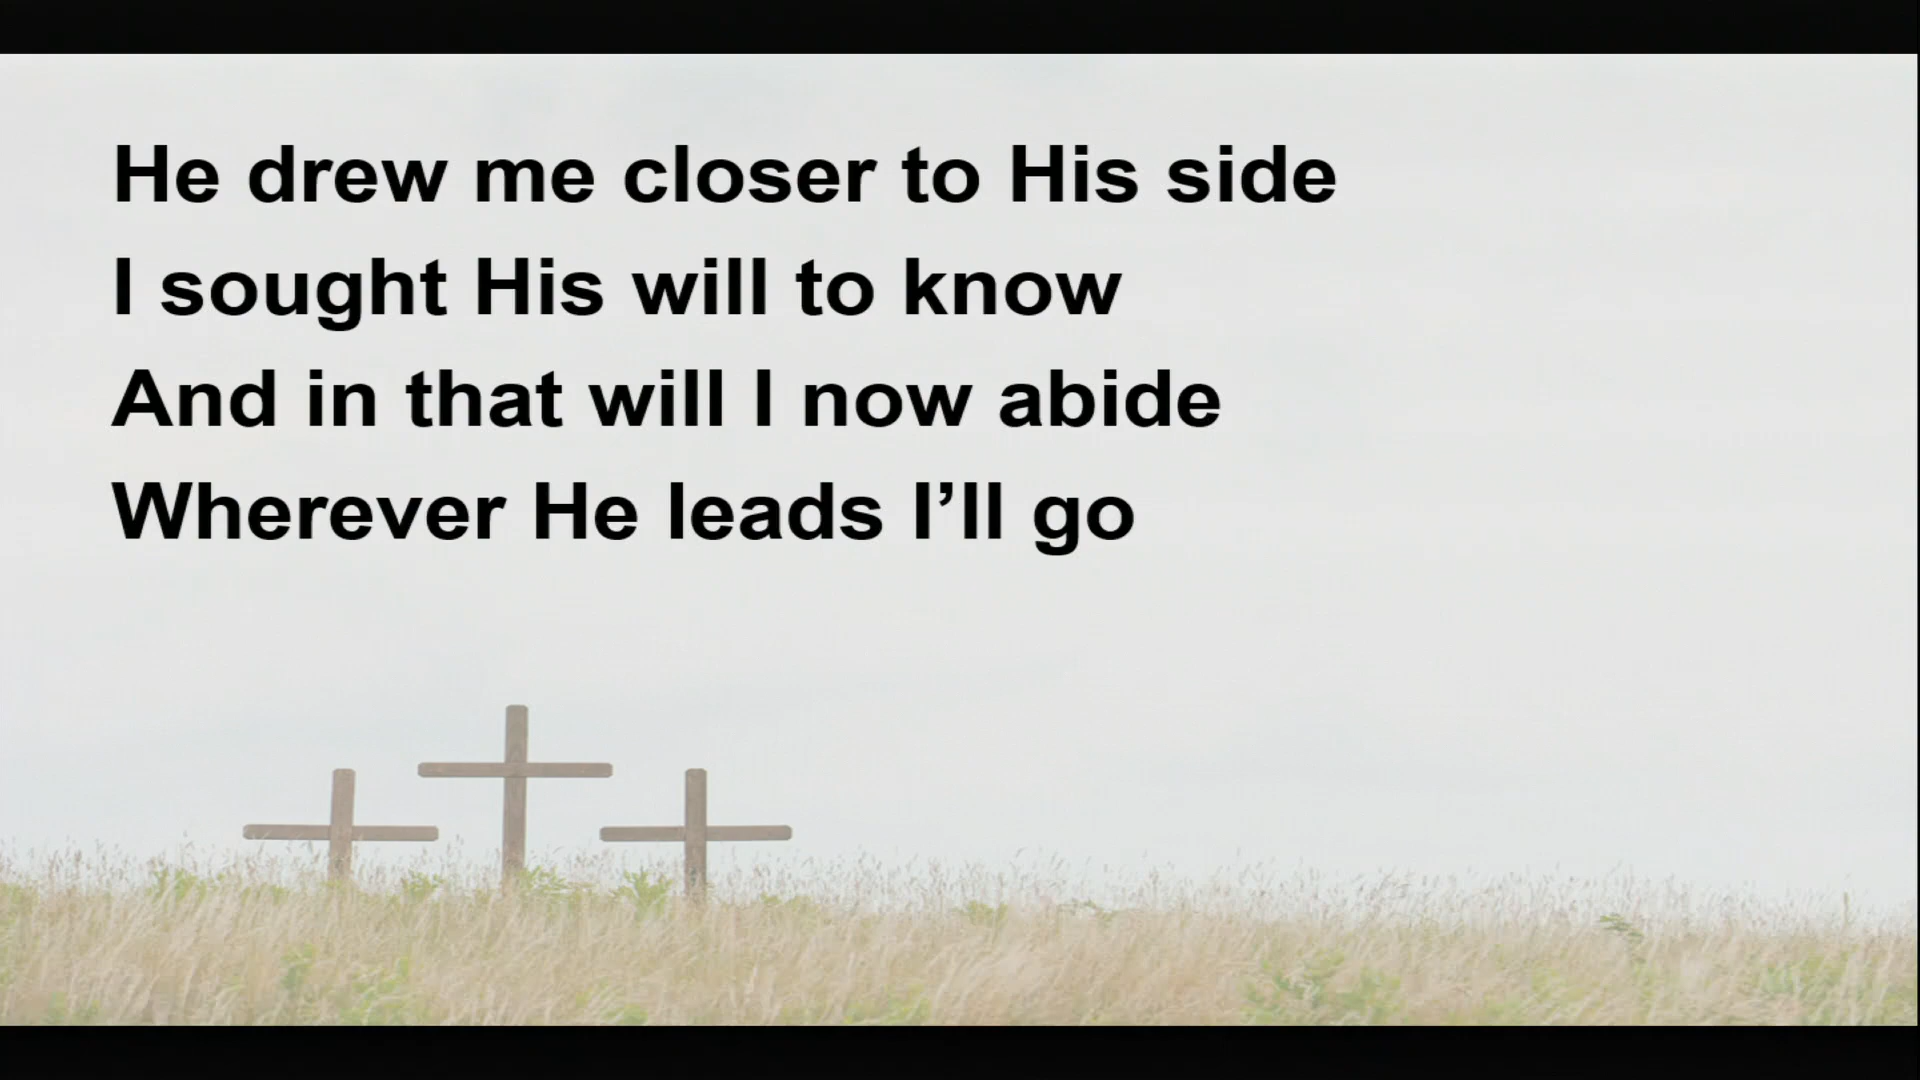 He drew me closer to His side
I sought His will to know
And in that will I now abide
Wherever He leads I’ll go